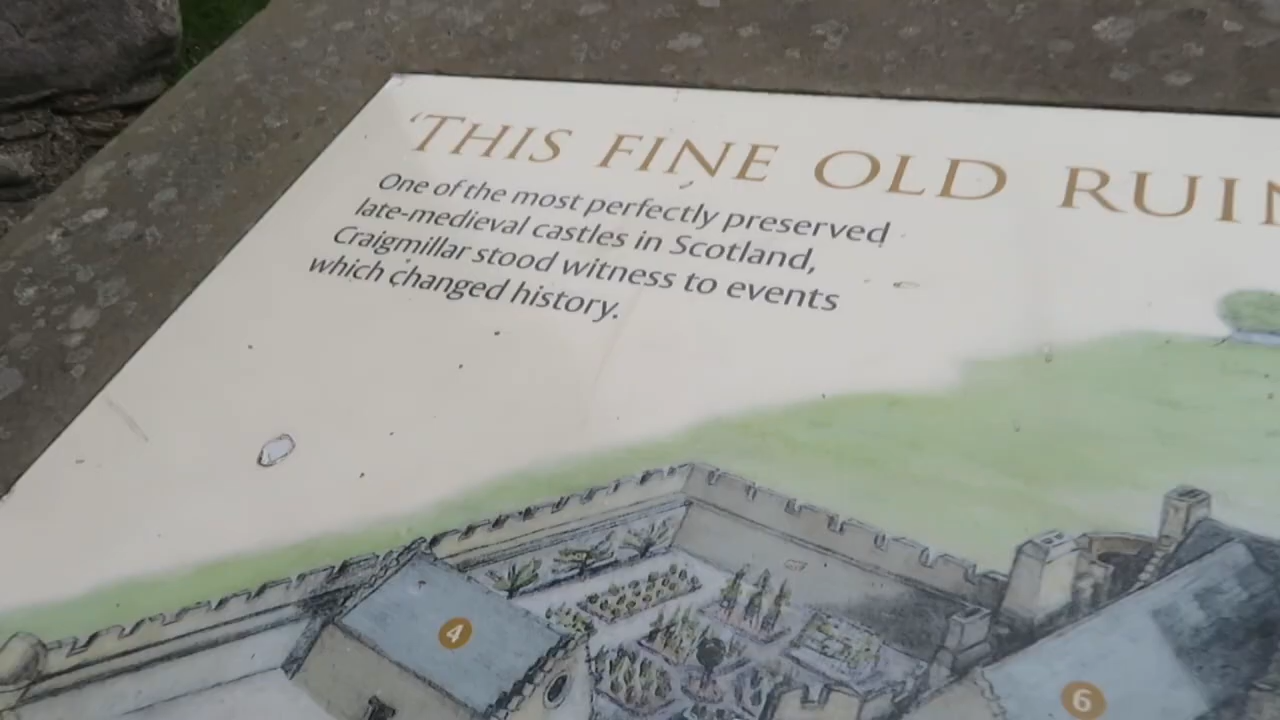 ‘THIS FINE OLD RUIN
One of the most perfectly preserved
late-medieval castles in Scotland,
Craigmillar stood witness to events
which changed history.
4
6